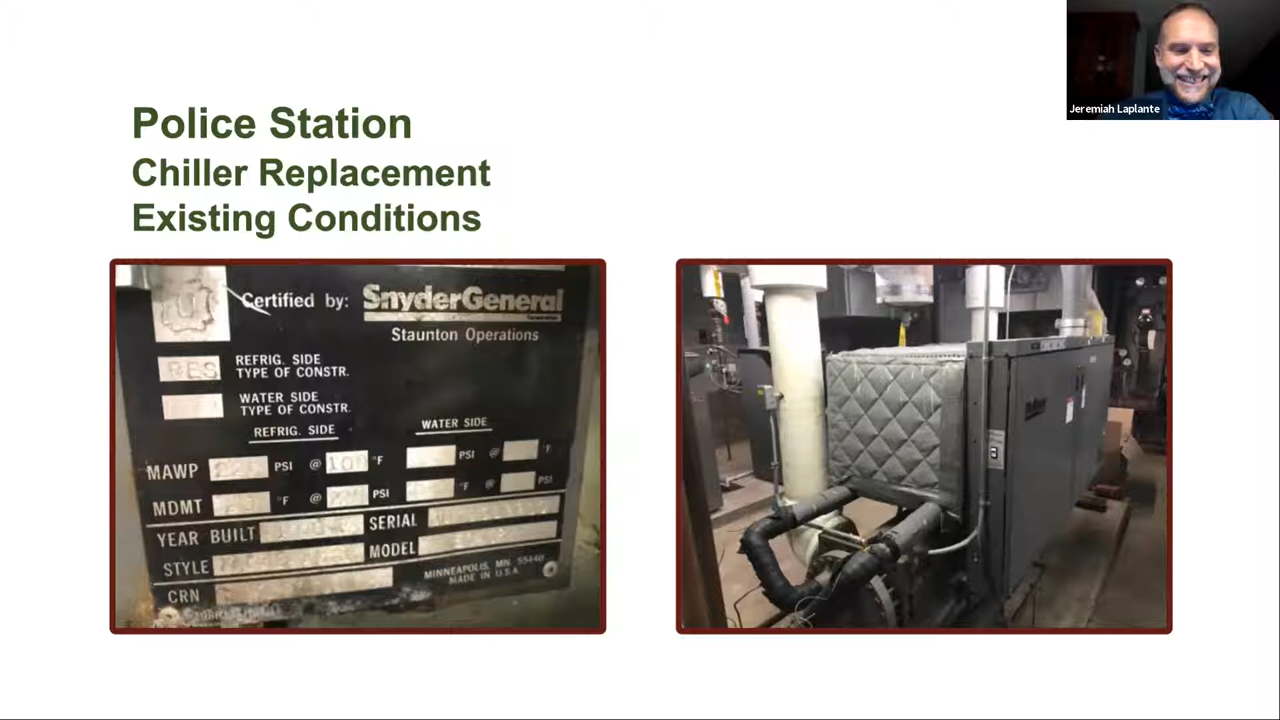 Jeremiah Laplante
Police Station
Chiller Replacement
Existing Conditions
U
Certified by: SnyderGeneral
Corporation
Staunton Operations
RES
REFRIG. SIDE
TYPE OF CONSTR.
WATER SIDE
TYPE OF CONSTR.
REFRIG. SIDE
WATER SIDE
MAWP PSI @ °F PSI @ °F
MDMT °F @ PSI °F @ PSI
YEAR BUILT SERIAL
STYLE MODEL
CRN
MINNEAPOLIS, MN 55440
MADE IN U.S.A.